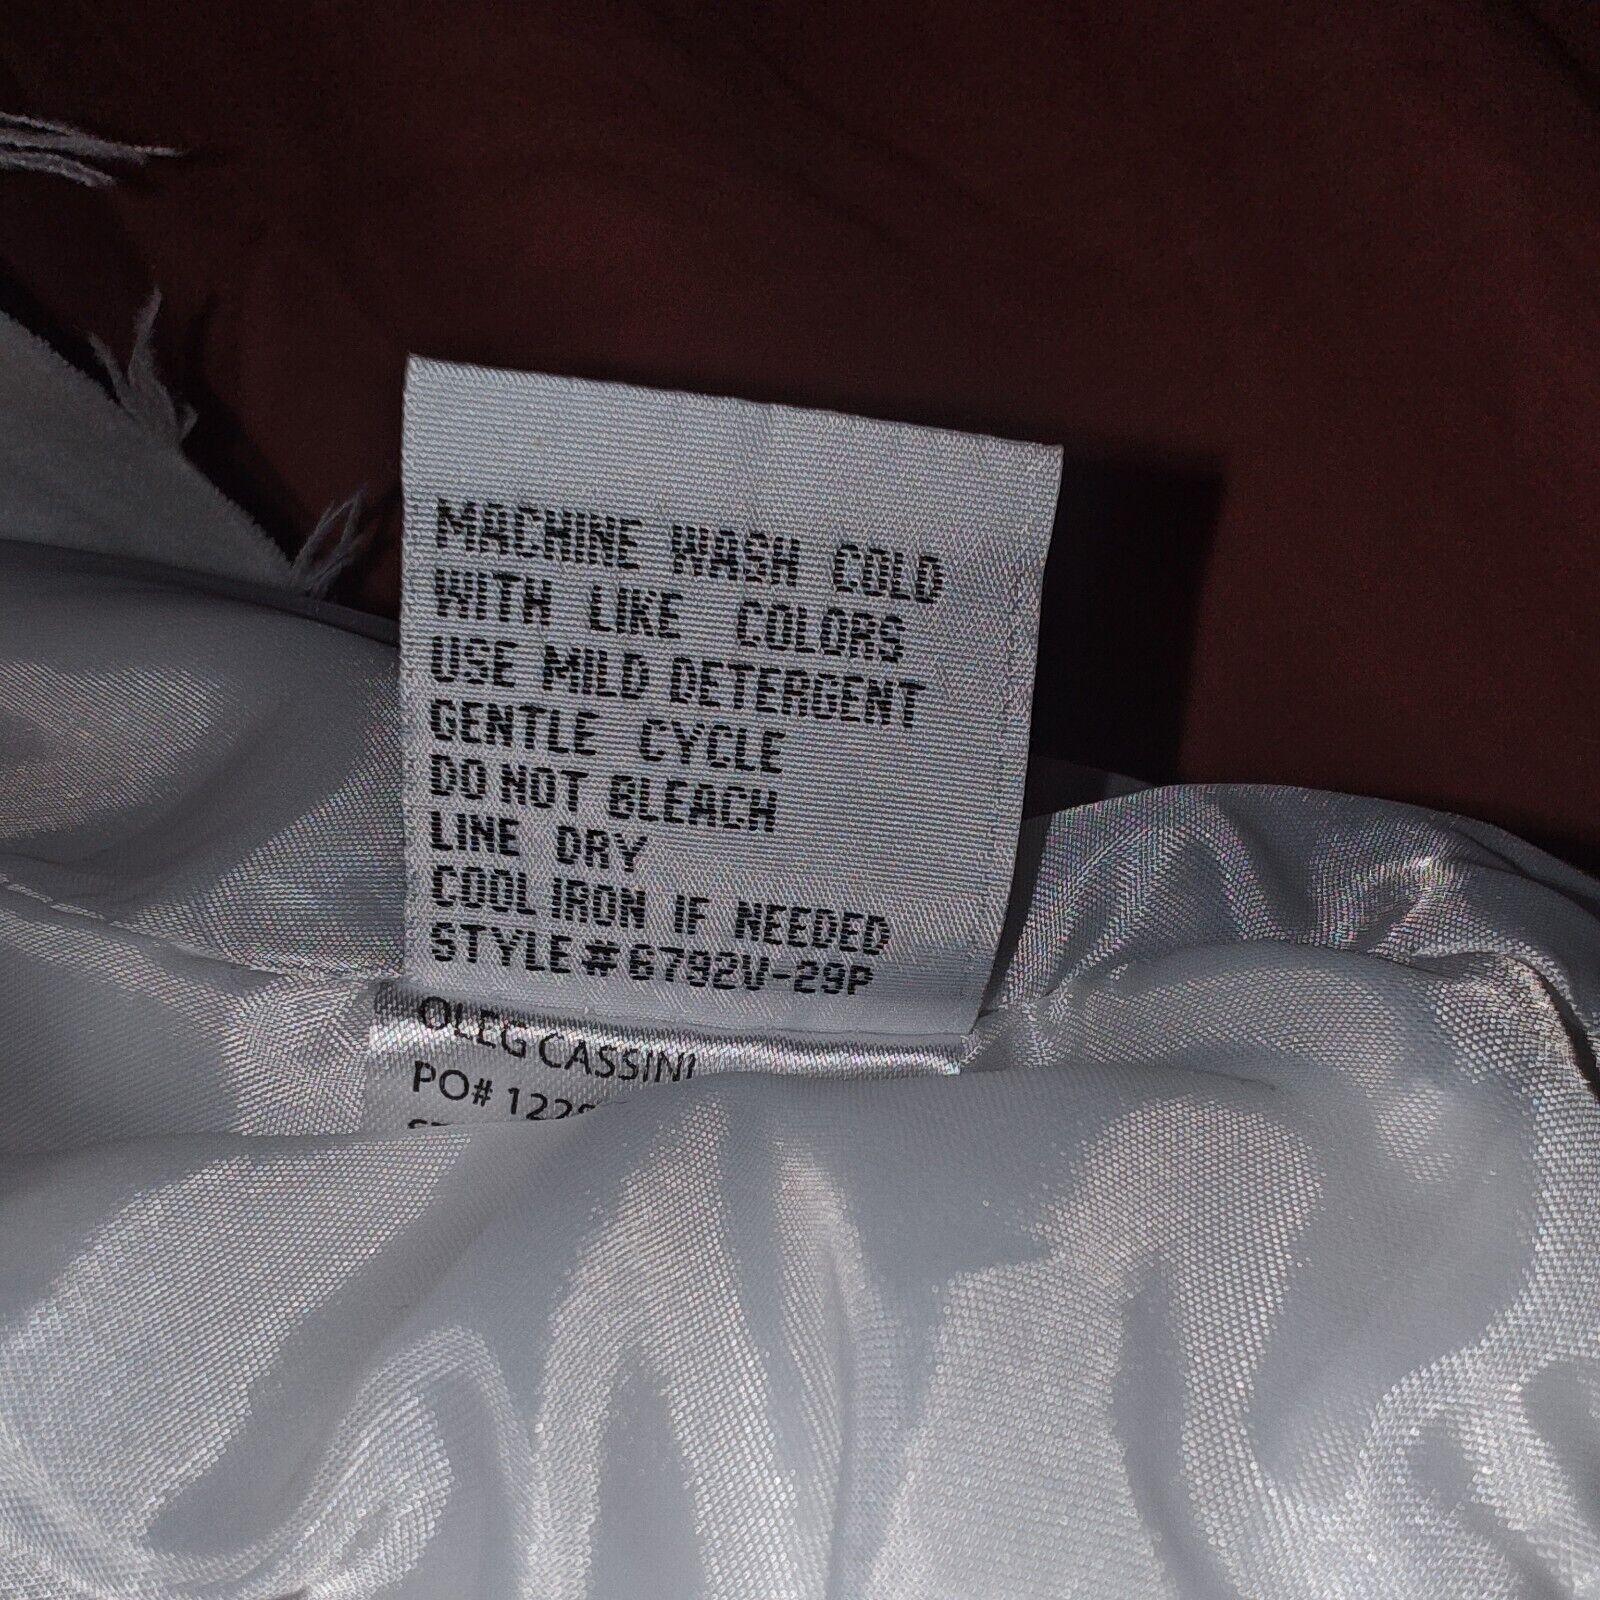 MACHINE WASH COLD
WITH LIKE COLORS
USE MILD DETERGENT
GENTLE CYCLE
DO NOT BLEACH
LINE DRY
COOL IRON IF NEEDED
STYLE#6792V-29P
OLEG CASSINI
PO#